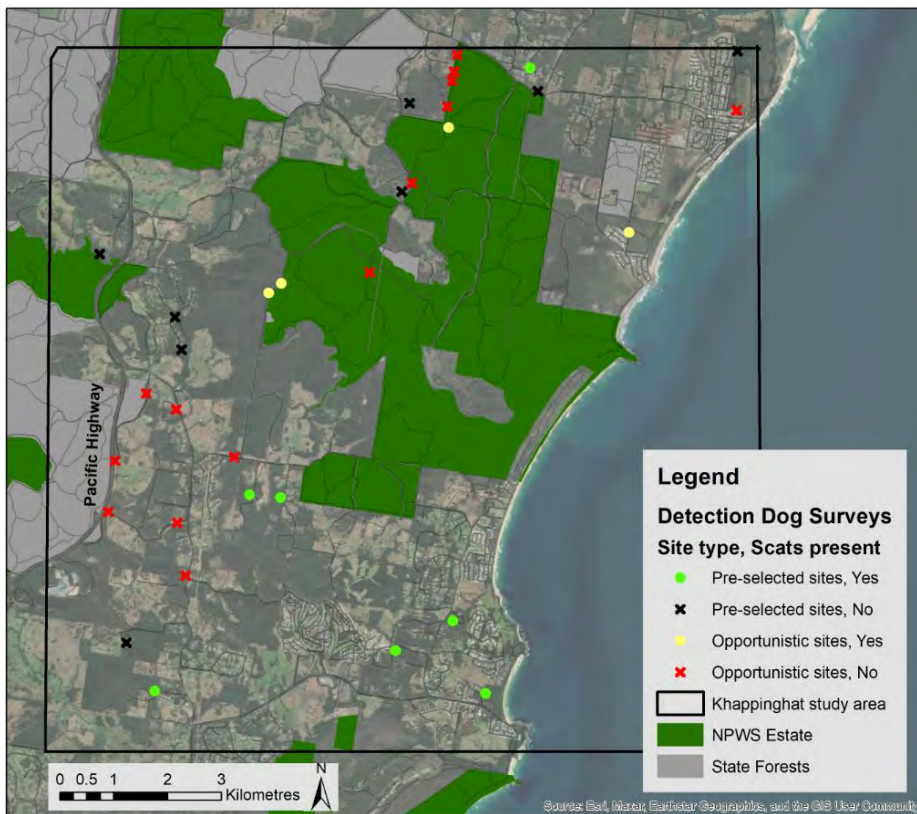 Pacific Highway
Legend
Detection Dog Surveys
Site type, Scats present
Pre-selected sites, Yes
Pre-selected sites, No
Opportunistic sites, Yes
Opportunistic sites, No
Khappinghat study area
NPWS Estate
State Forests
0 0.5 1 2 3
Kilometres
N
Source: Esri, Maxar, Earthstar Geographics, and the GIS User Community